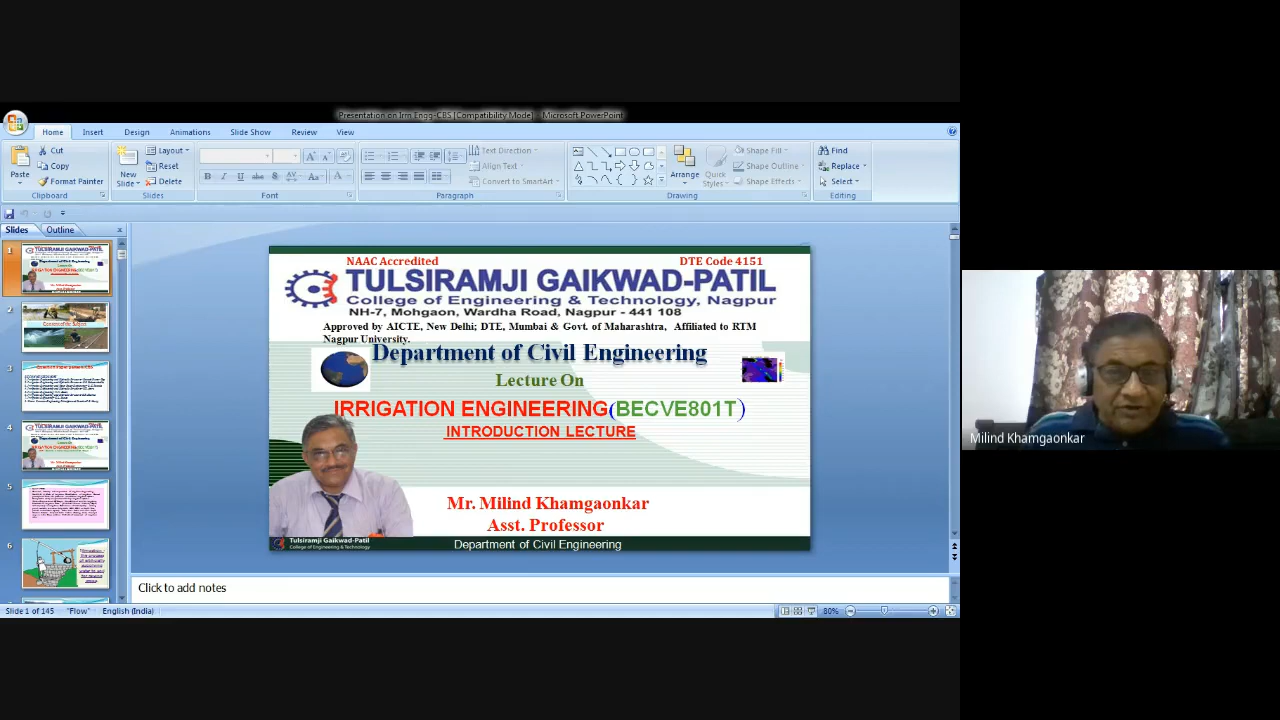 Presentation on Irri Engg-CBS [Compatibility Mode] - Microsoft PowerPoint
Home Insert Design Animations Slide Show Review View
Cut
Copy
Format Painter
Paste
Clipboard
New Slide
Layout
Reset
Delete
Slides
Font
Text Direction
Align Text
Convert to SmartArt
Paragraph
Arrange
Quick Styles
Shape Fill
Shape Outline
Shape Effects
Drawing
Find
Replace
Select
Editing
Slides Outline
1
2
3
4
5
6
NAAC Accredited DTE Code 4151
TULSIRAMJI GAIKWAD-PATIL
College of Engineering & Technology, Nagpur
NH-7, Mohgaon, Wardha Road, Nagpur - 441 108
Approved by AICTE, New Delhi; DTE, Mumbai & Govt. of Maharashtra, Affiliated to RTM
Nagpur University.
Department of Civil Engineering
Lecture On
IRRIGATION ENGINEERING(BECVE801T)
INTRODUCTION LECTURE
Mr. Milind Khamgaonkar
Asst. Professor
Tulsiramji Gaikwad-Patil
College of Engineering & Technology
Department of Civil Engineering
Click to add notes
Slide 1 of 145 "Flow" English (India) 80%
Milind Khamgaonkar